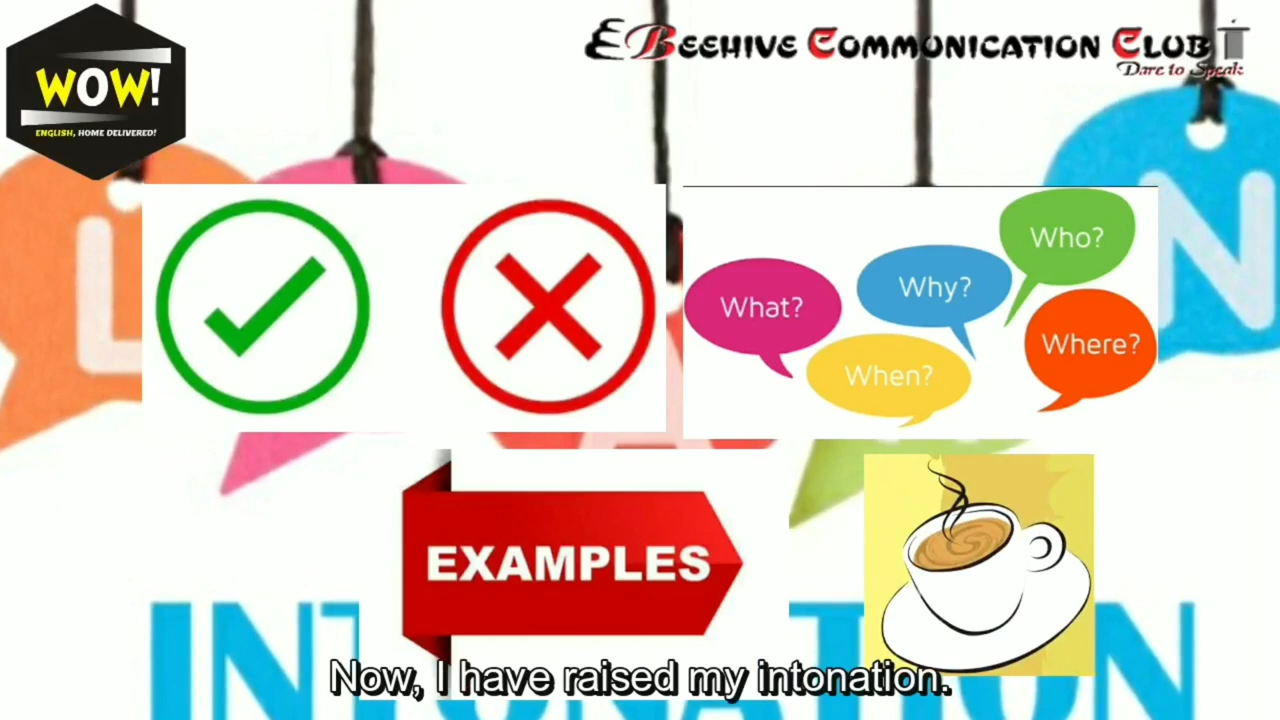 WOW!
ENGLISH, HOME DELIVERED!
BEEHIVE COMMUNICATION CLUB
Dare to Speak
L
N
Who?
What?
Why?
Where?
When?
EXAMPLES
INTONATION
Now, I have raised my intonation.